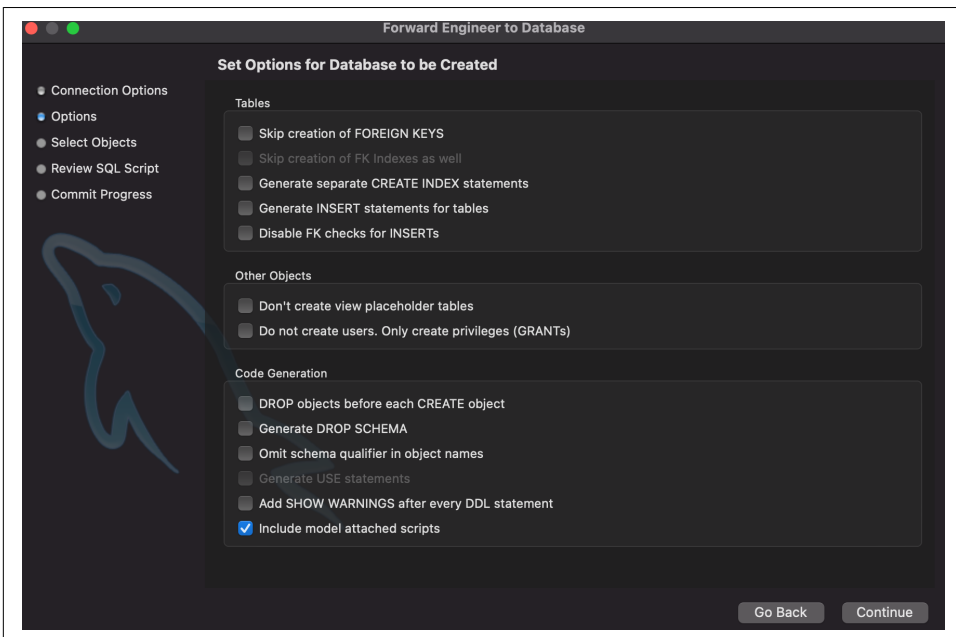 Forward Engineer to Database
Set Options for Database to be Created
Connection Options
Options
Select Objects
Review SQL Script
Commit Progress
Tables
Skip creation of FOREIGN KEYS
Skip creation of FK Indexes as well
Generate separate CREATE INDEX statements
Generate INSERT statements for tables
Disable FK checks for INSERTs
Other Objects
Don't create view placeholder tables
Do not create users. Only create privileges (GRANTs)
Code Generation
DROP objects before each CREATE object
Generate DROP SCHEMA
Omit schema qualifier in object names
Generate USE statements
Add SHOW WARNINGS after every DDL statement
Include model attached scripts
Go Back
Continue